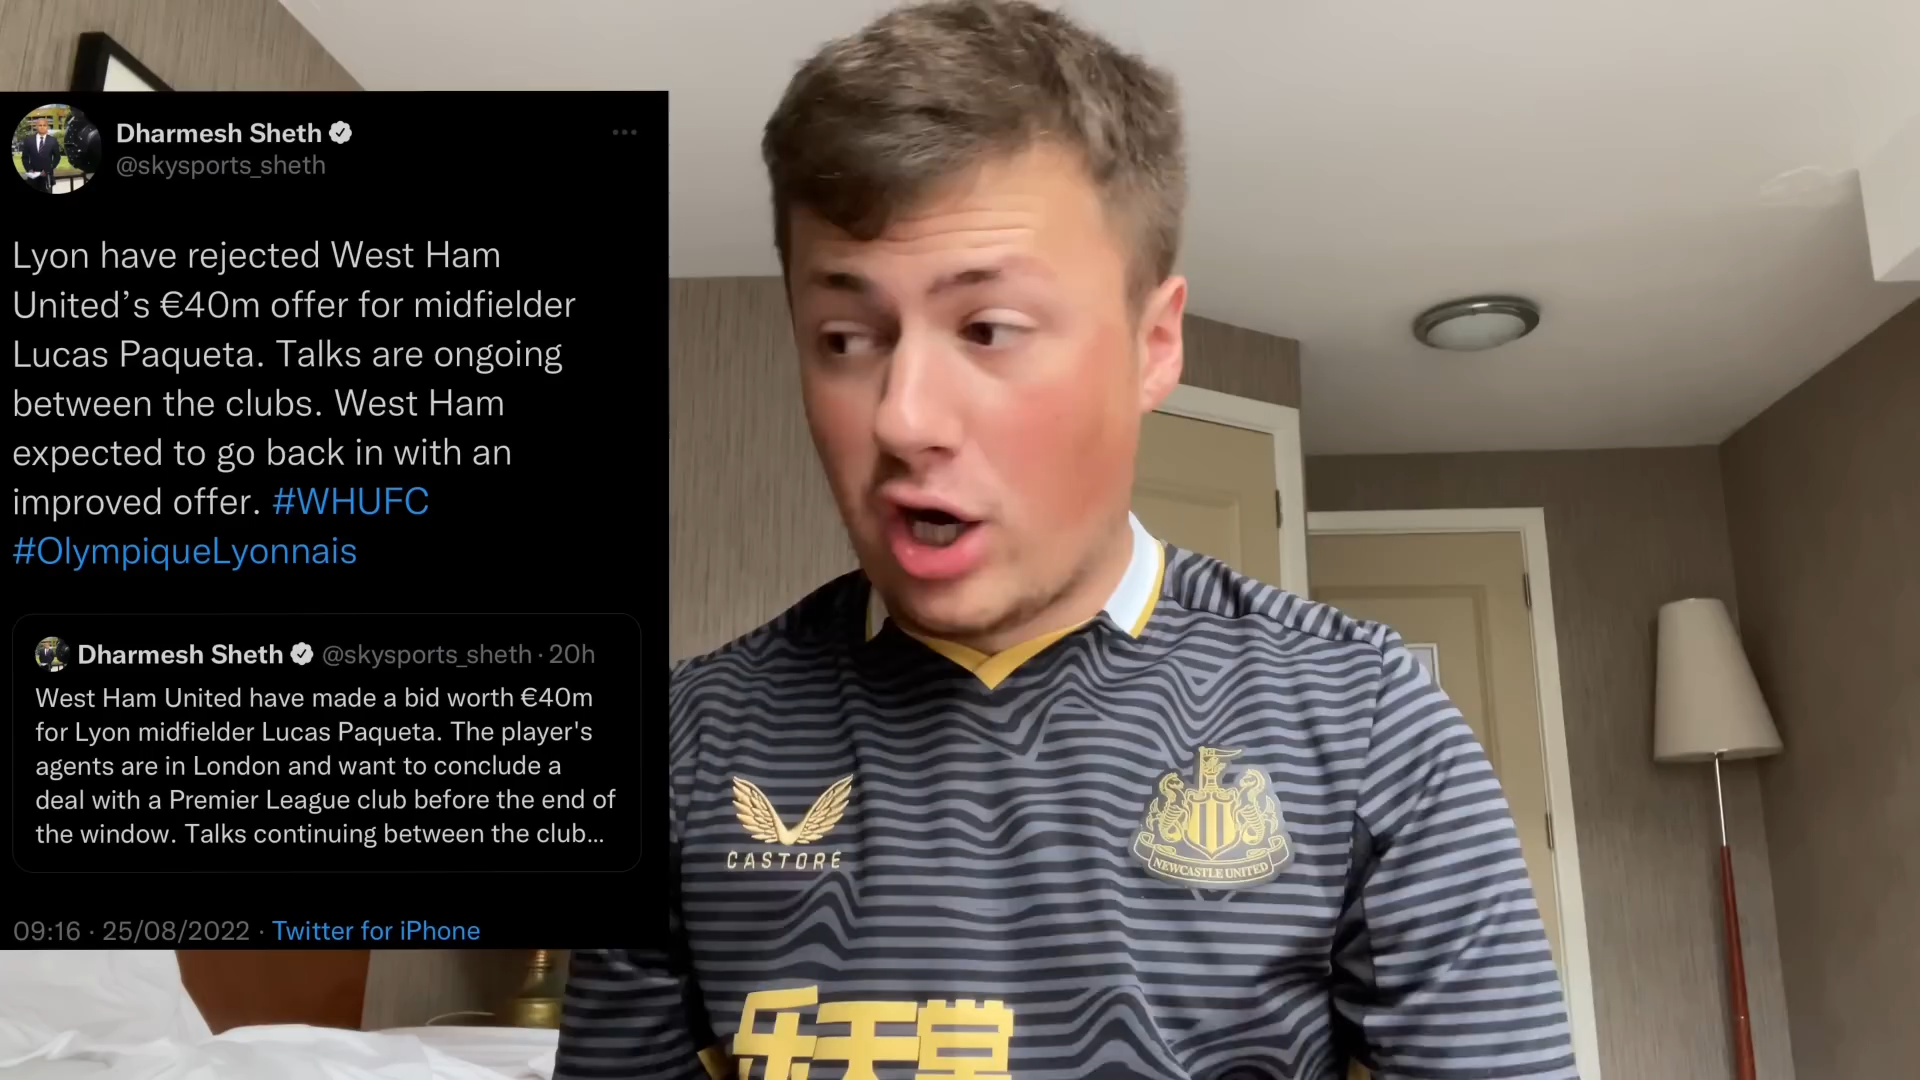 Dharmesh Sheth
@skysports_sheth
Lyon have rejected West Ham
United’s €40m offer for midfielder
Lucas Paqueta. Talks are ongoing
between the clubs. West Ham
expected to go back in with an
improved offer. #WHUFC
#OlympiqueLyonnais
Dharmesh Sheth @skysports_sheth · 20h
West Ham United have made a bid worth €40m
for Lyon midfielder Lucas Paqueta. The player's
agents are in London and want to conclude a
deal with a Premier League club before the end of
the window. Talks continuing between the club...
09:16 · 25/08/2022 · Twitter for iPhone
CASTORE
NEWCASTLE UNITED
乐天堂